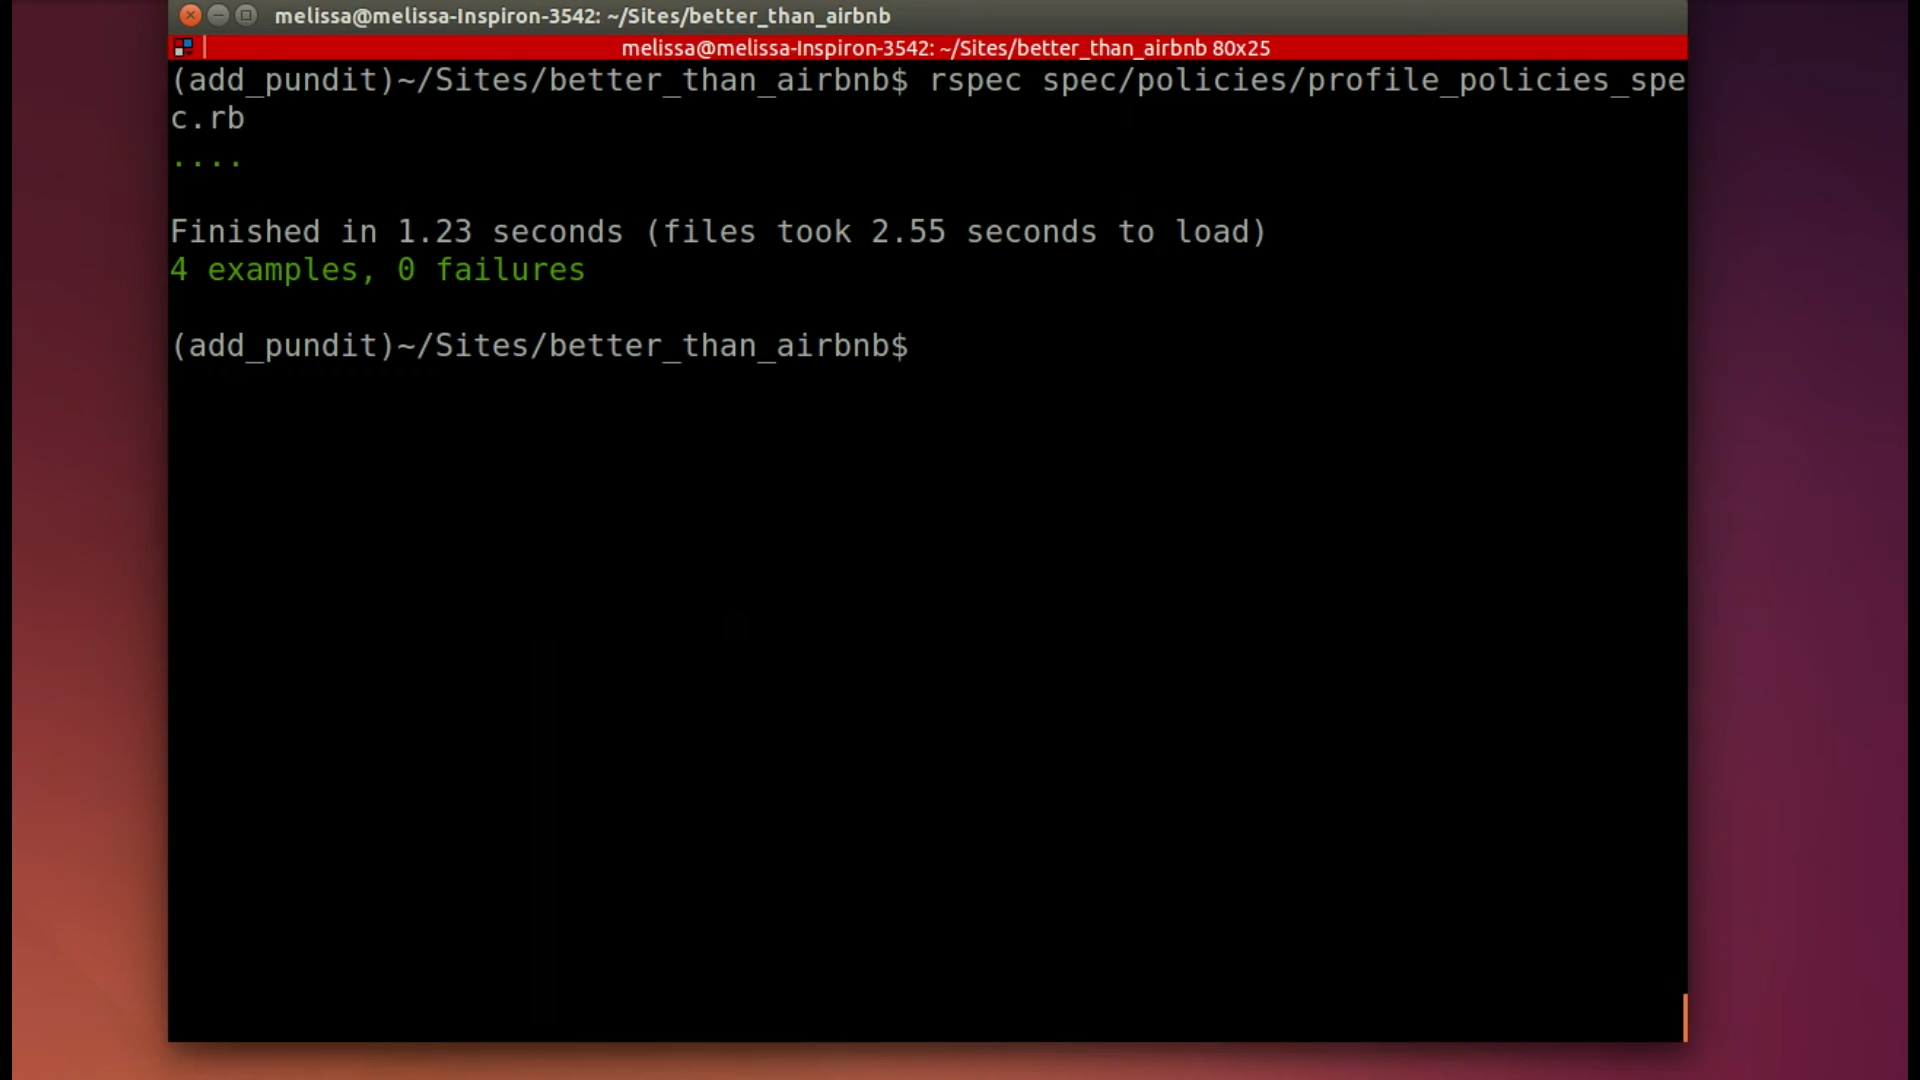 melissa@melissa-Inspiron-3542: ~/Sites/better_than_airbnb
melissa@melissa-Inspiron-3542: ~/Sites/better_than_airbnb 80x25
(add_pundit)~/Sites/better_than_airbnb$ rspec spec/policies/profile_policies_spe
c.rb
....
Finished in 1.23 seconds (files took 2.55 seconds to load)
4 examples, 0 failures
(add_pundit)~/Sites/better_than_airbnb$